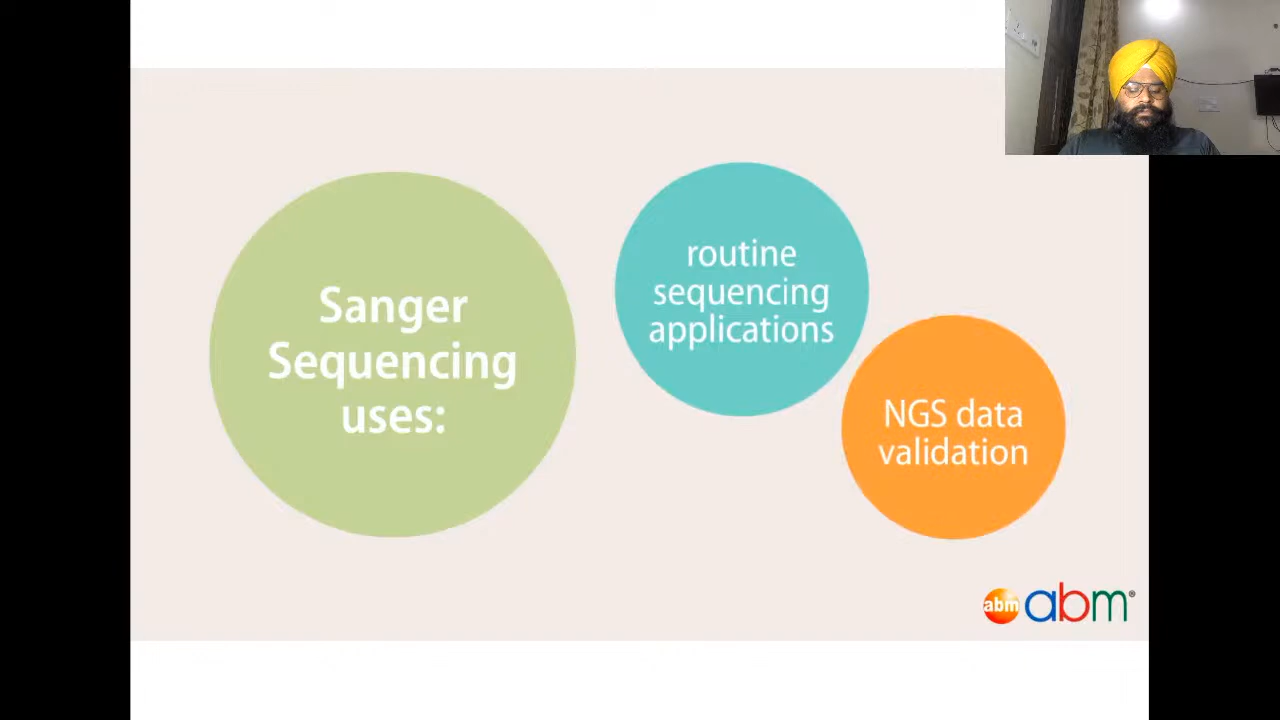 Sanger
Sequencing
uses:
routine
sequencing
applications
NGS data
validation
abm abm®